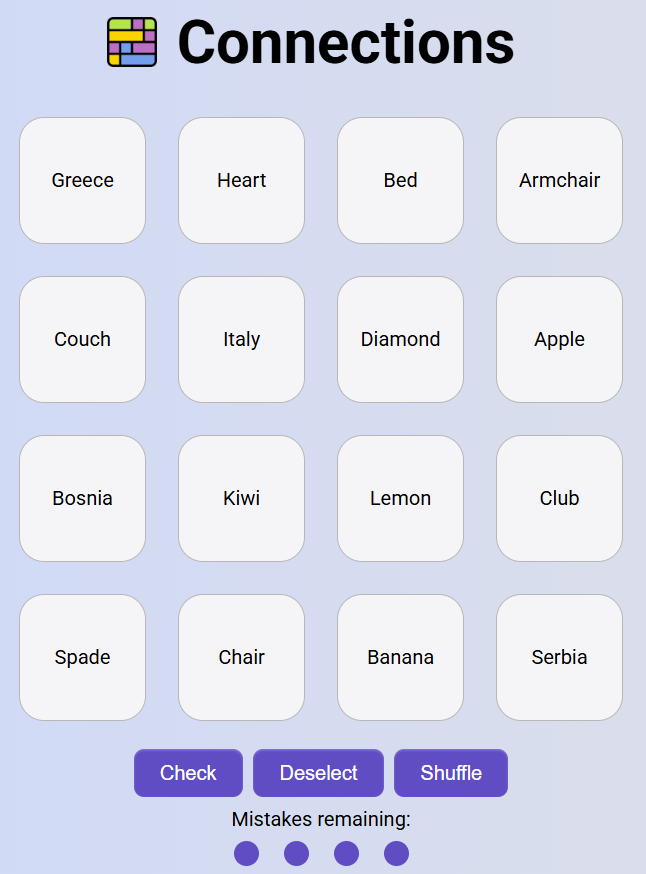 Connections
Greece Heart Bed Armchair
Couch Italy Diamond Apple
Bosnia Kiwi Lemon Club
Spade Chair Banana Serbia
Check Deselect Shuffle
Mistakes remaining: